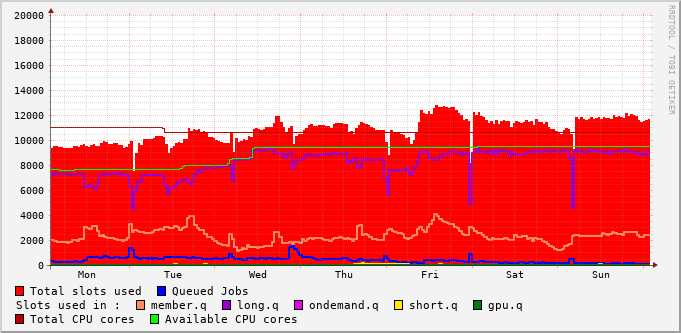 20000
18000
16000
14000
12000
10000
8000
6000
4000
2000
0
Mon Tue Wed Thu Fri Sat Sun
RRDTOOL / TOBI OETIKER
Total slots used Queued Jobs
Slots used in : member.q long.q ondemand.q short.q gpu.q
Total CPU cores Available CPU cores